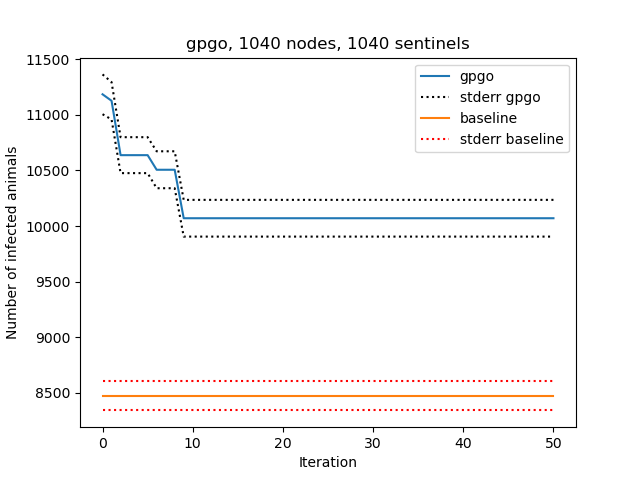 gpgo, 1040 nodes, 1040 sentinels
11500
11000
10500
10000
9500
9000
8500
Number of infected animals
gpgo
stderr gpgo
baseline
stderr baseline
0
10
20
30
40
50
Iteration